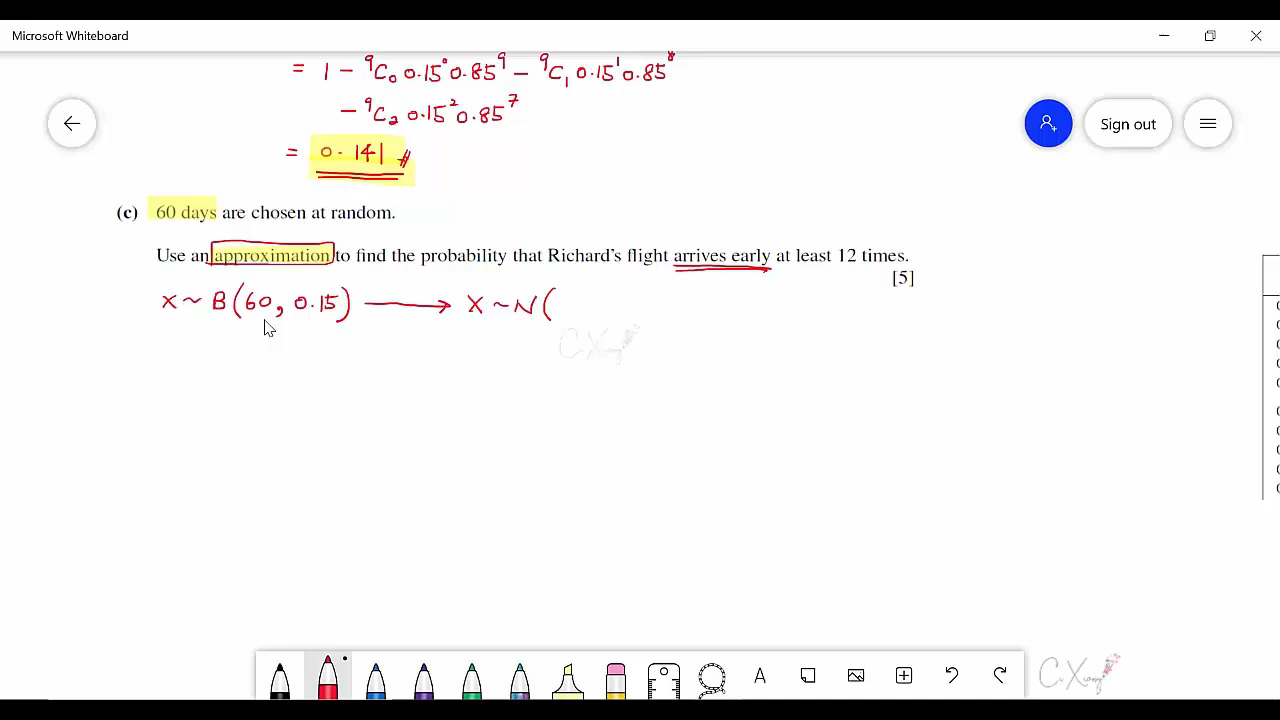 Microsoft Whiteboard
= 1 - ⁹C₀ 0.15⁰ 0.85⁹ - ⁹C₁ 0.15¹ 0.85⁸
- ⁹C₂ 0.15² 0.85⁷
= 0.141
Sign out
(c) 60 days are chosen at random.
Use an approximation to find the probability that Richard's flight arrives early at least 12 times.
[5]
X ~ B(60, 0.15) → X ~ N(
C Xiang
A
C Xiang